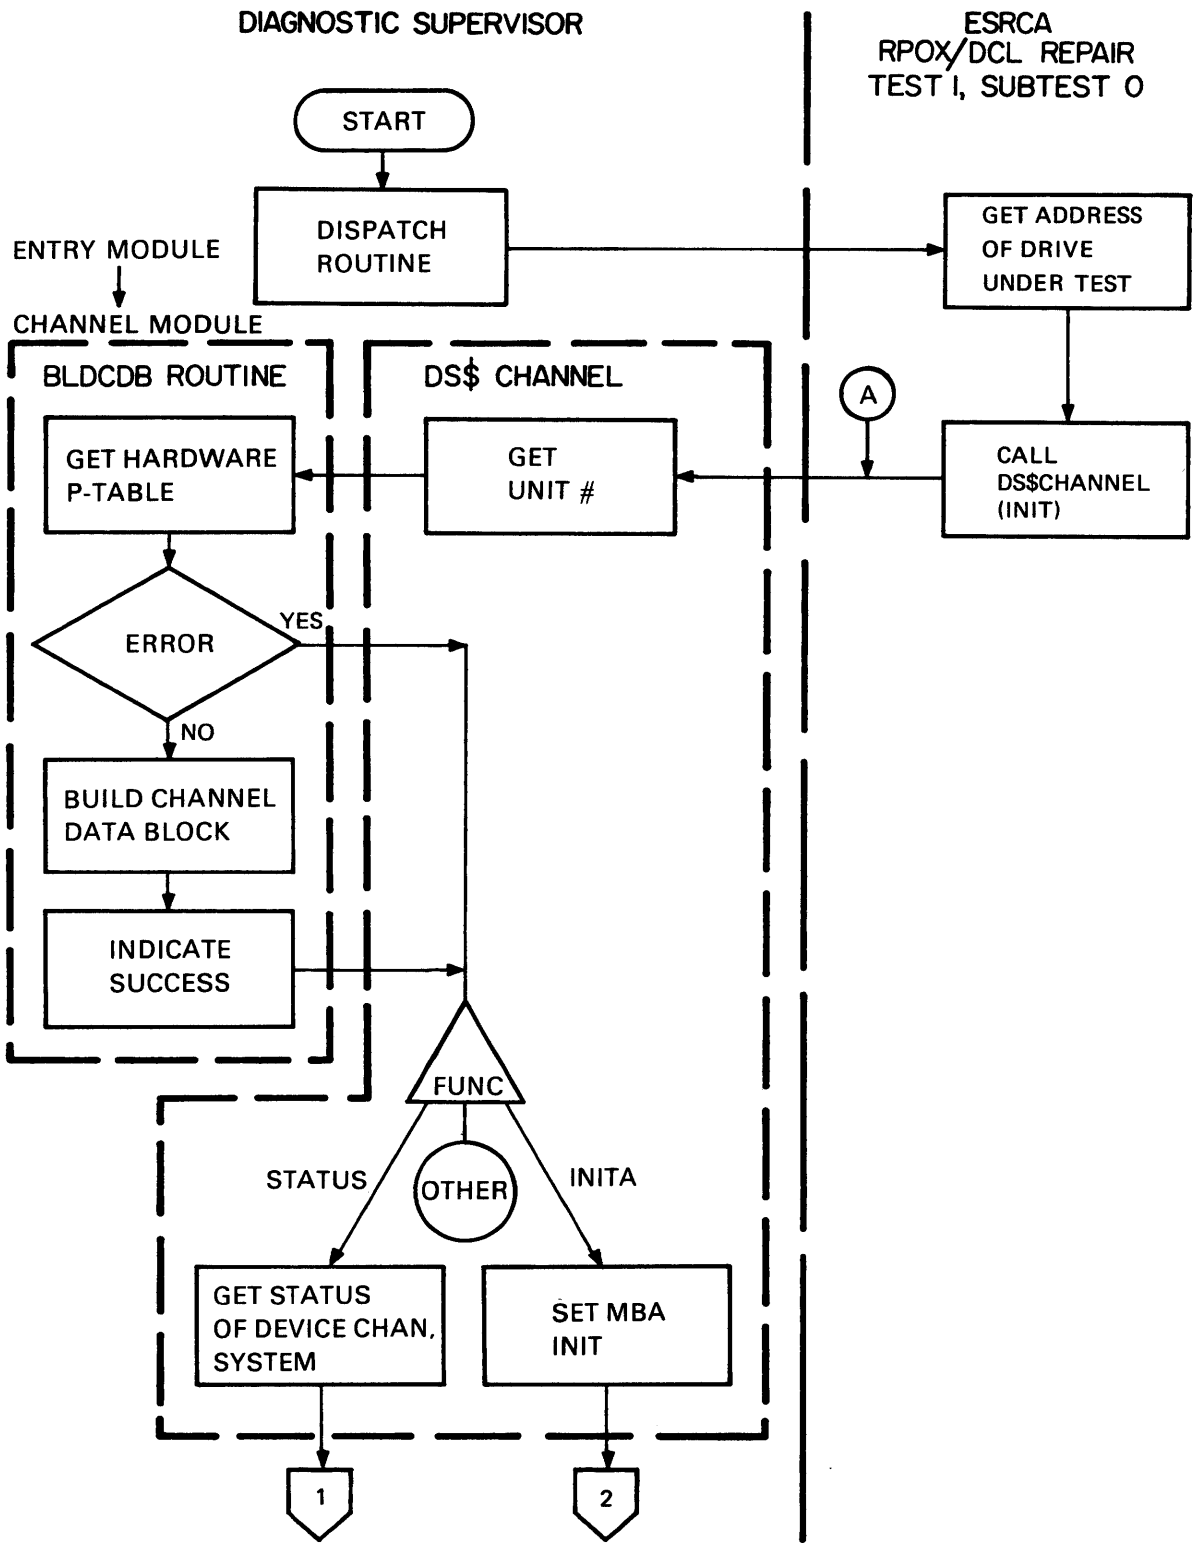 DIAGNOSTIC SUPERVISOR
ESRCA
RPOX/DCL REPAIR
TEST 1, SUBTEST 0
START
DISPATCH
ROUTINE
GET ADDRESS
OF DRIVE
UNDER TEST
ENTRY MODULE
CHANNEL MODULE
BLDCDB ROUTINE
DS$ CHANNEL
A
GET HARDWARE
P-TABLE
GET
UNIT #
CALL
DS$CHANNEL
(INIT)
ERROR
YES
NO
BUILD CHANNEL
DATA BLOCK
INDICATE
SUCCESS
FUNC
STATUS
OTHER
INITA
GET STATUS
OF DEVICE CHAN,
SYSTEM
SET MBA
INIT
1
2